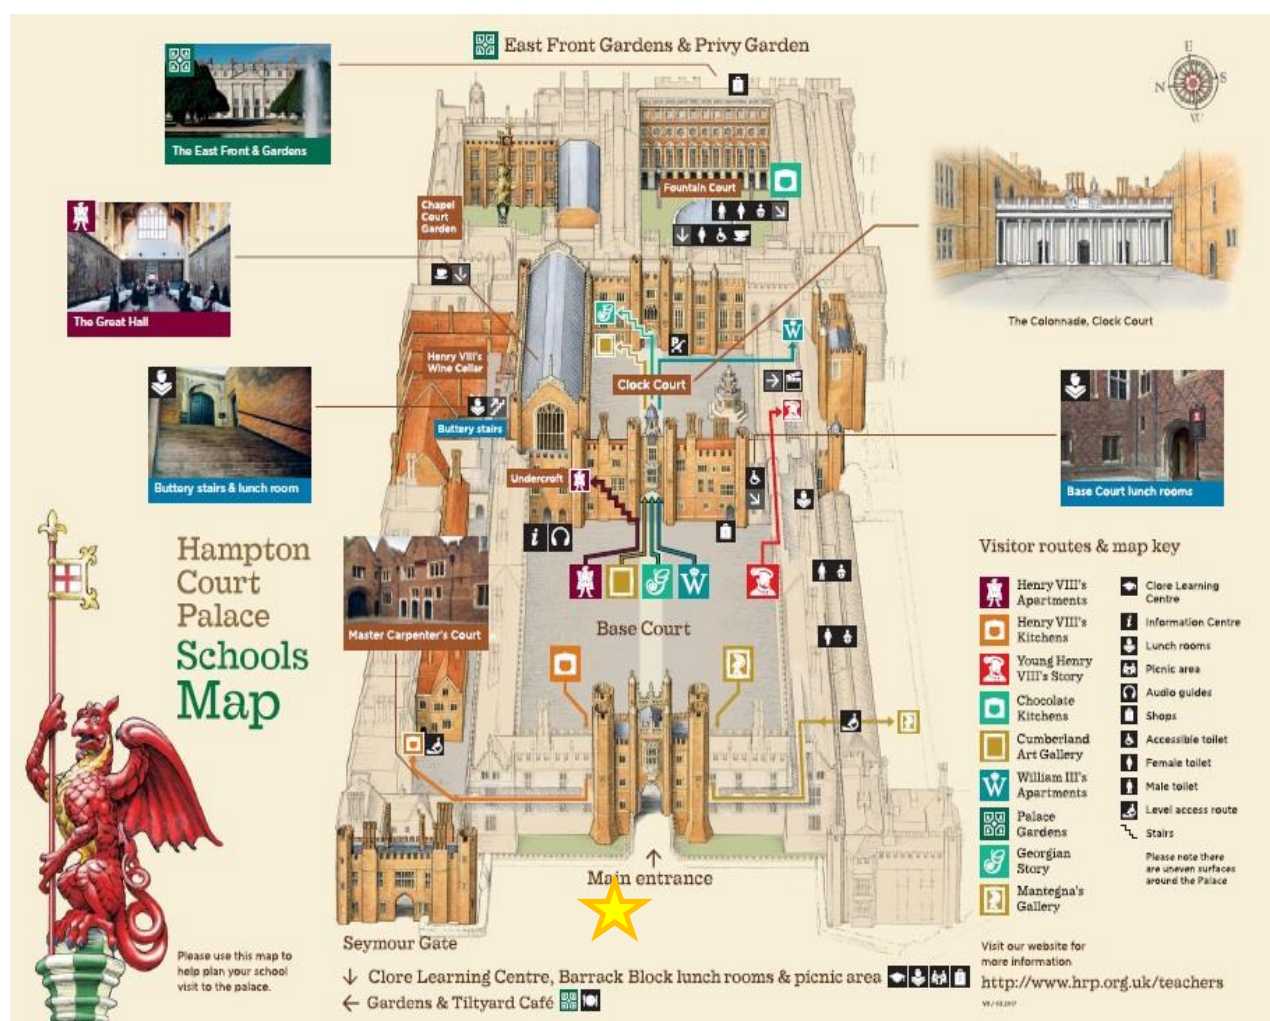 East Front Gardens & Privy Garden
E
N
S
W
The East Front & Gardens
Fountain Court
Chapel
Court
Garden
The Great Hall
The Colonnade, Clock Court
Henry VIII's
Wine Cellar
Clock Court
Buttery stairs
Buttery stairs & lunch room
Undercroft
Base Court lunch rooms
Hampton
Court
Palace
Schools
Map
Master Carpenter's Court
Base Court
Main entrance
Seymour Gate
Please use this map to
help plan your school
visit to the palace.
↓ Clore Learning Centre, Barrack Block lunch rooms & picnic area
← Gardens & Tiltyard Café
Visitor routes & map key
Henry VIII's
Apartments
Henry VIII's
Kitchens
Young Henry
VIII's Story
Chocolate
Kitchens
Cumberland
Art Gallery
William III's
Apartments
Palace
Gardens
Georgian
Story
Mantegna's
Gallery
Clore Learning
Centre
Information Centre
Lunch rooms
Picnic area
Audio guides
Shops
Accessible toilet
Female toilet
Male toilet
Level access route
Stairs
Please note there
are uneven surfaces
around the Palace
Visit our website for
more information
http://www.hrp.org.uk/teachers